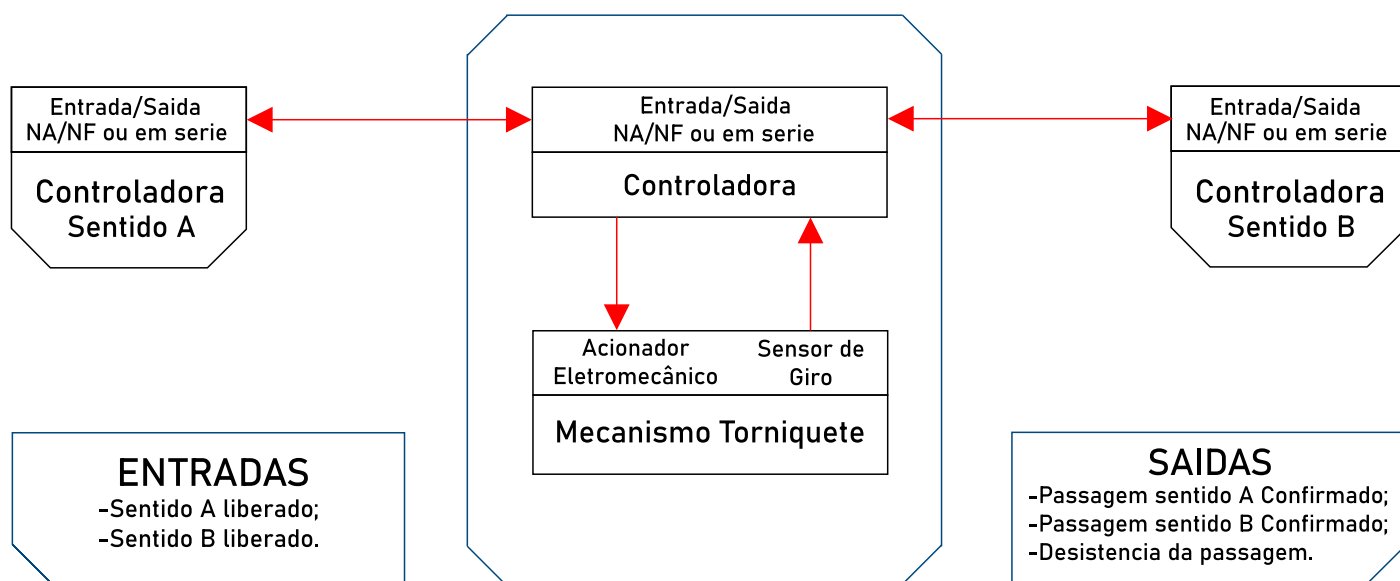 Entrada/Saida
NA/NF ou em serie
Controladora
Sentido A
Entrada/Saida
NA/NF ou em serie
Controladora
Entrada/Saida
NA/NF ou em serie
Controladora
Sentido B
Acionador
Eletromecânico
Sensor de
Giro
Mecanismo Torniquete
ENTRADAS
-Sentido A liberado;
-Sentido B liberado.
SAIDAS
-Passagem sentido A Confirmado;
-Passagem sentido B Confirmado;
-Desistencia da passagem.